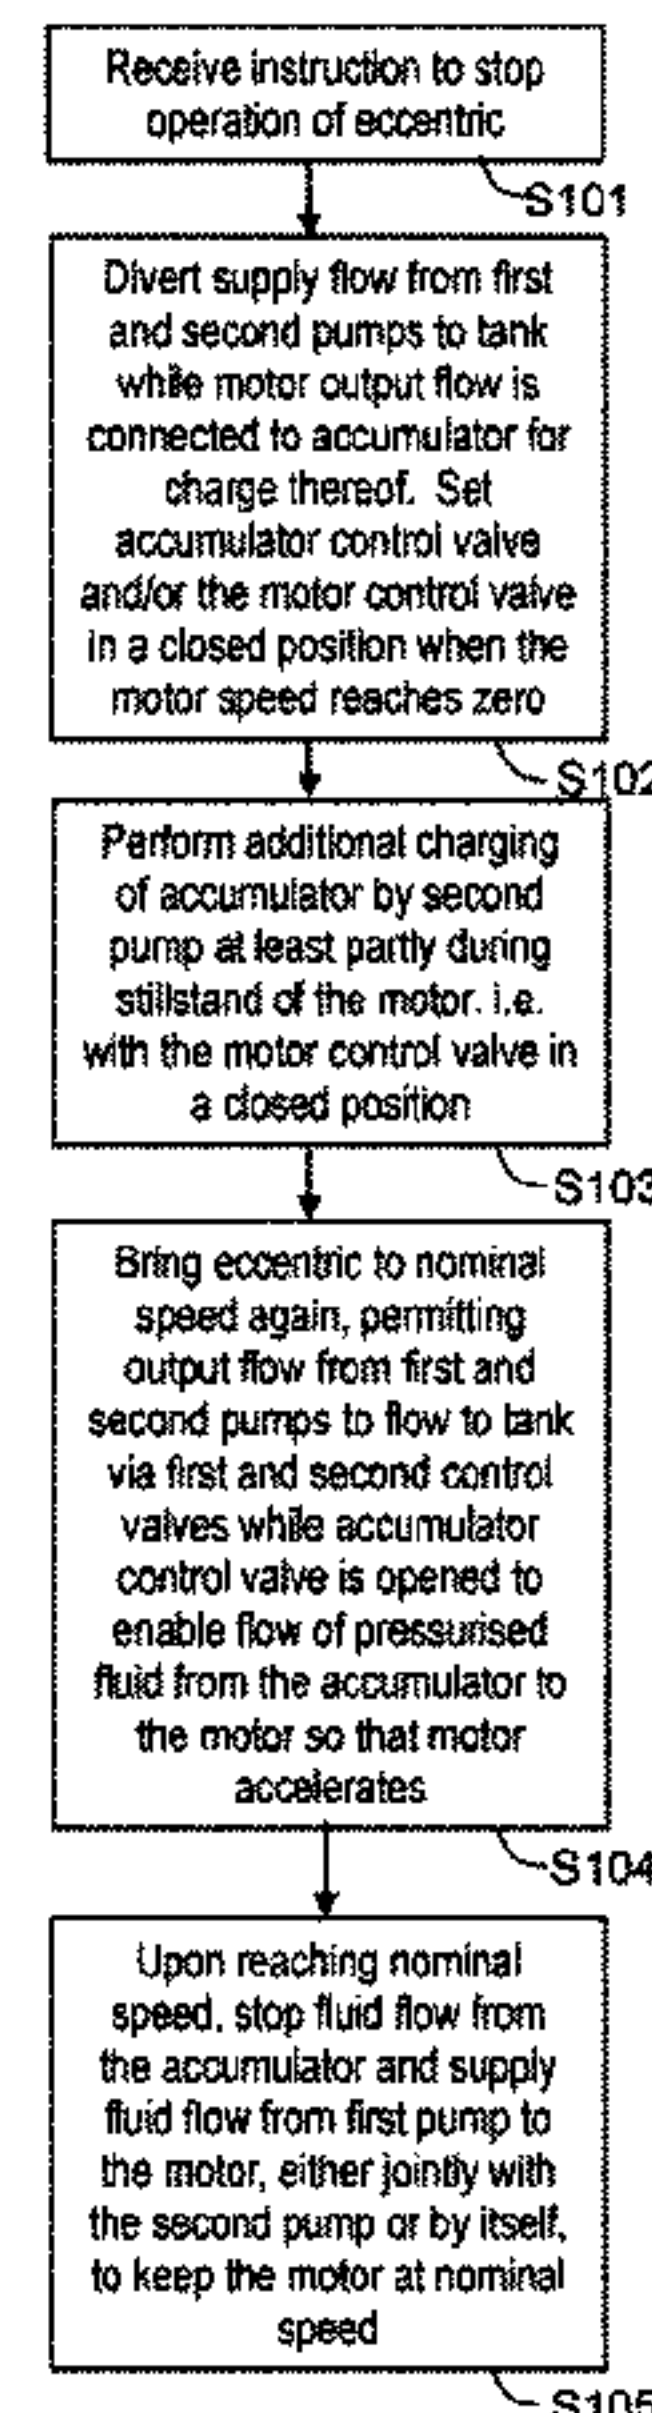 Receive instruction to stop
operation of eccentric
S101
Divert supply flow from first
and second pumps to tank
while motor output flow is
connected to accumulator for
charge thereof. Set
accumulator control valve
and/or the motor control valve
in a closed position when the
motor speed reaches zero
S102
Perform additional charging
of accumulator by second
pump at least partly during
stillstand of the motor. i.e.
with the motor control valve in
a closed position
S103
Bring eccentric to nominal
speed again, permitting
output flow from first and
second pumps to flow to tank
via first and second control
valves while accumulator
control valve is opened to
enable flow of pressurised
fluid from the accumulator to
the motor so that motor
accelerates
S104
Upon reaching nominal
speed, stop fluid flow from
the accumulator and supply
fluid flow from first pump to
the motor, either jointly with
the second pump or by itself,
to keep the motor at nominal
speed
S105